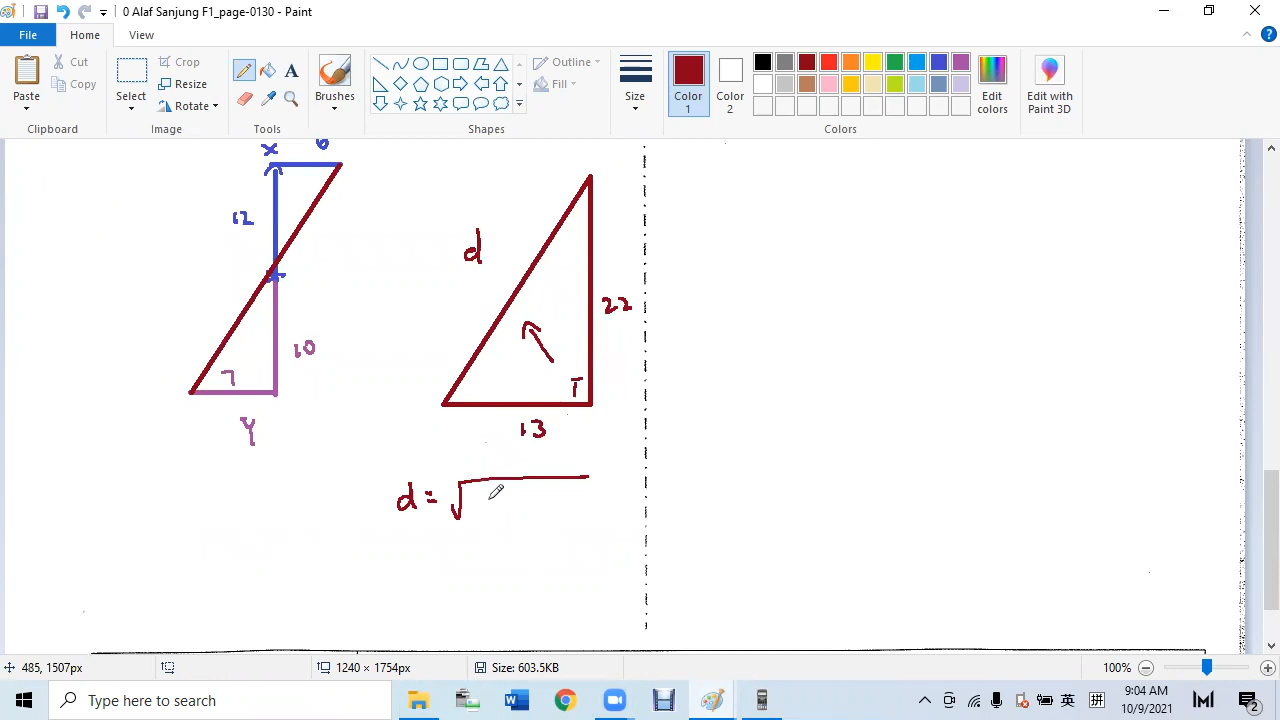 0 Alaf Sanjung F1_page-0130 - Paint
File Home View
Paste Cut Copy
Clipboard
Select Crop Resize Rotate
Image
Tools
Brushes
Shapes
Outline Fill
Size
Color 1 Color 2
Colors
Edit colors
Edit with Paint 3D
x 6
12
10
7
Y
d
22
13
d = √
485, 1507px
1240 × 1754px
Size: 603.5KB
100%
Type here to search
英
拼
9:04 AM
10/9/2021
2